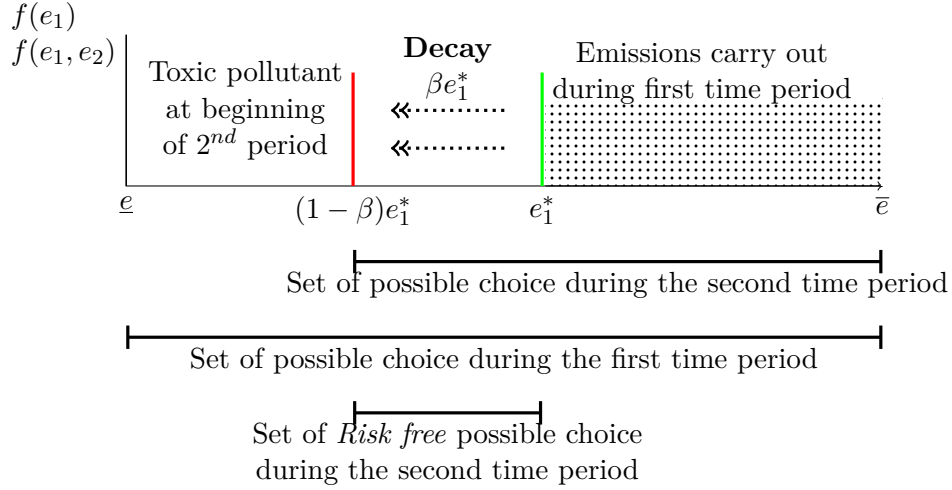 f(e₁)
f(e₁, e₂)
Toxic pollutant
at beginning
of 2ⁿᵈ period
Decay
βe₁*
Emissions carry out
during first time period
e̲
(1 − β)e₁*
e₁*
e̅
Set of possible choice during the second time period
Set of possible choice during the first time period
Set of Risk free possible choice
during the second time period